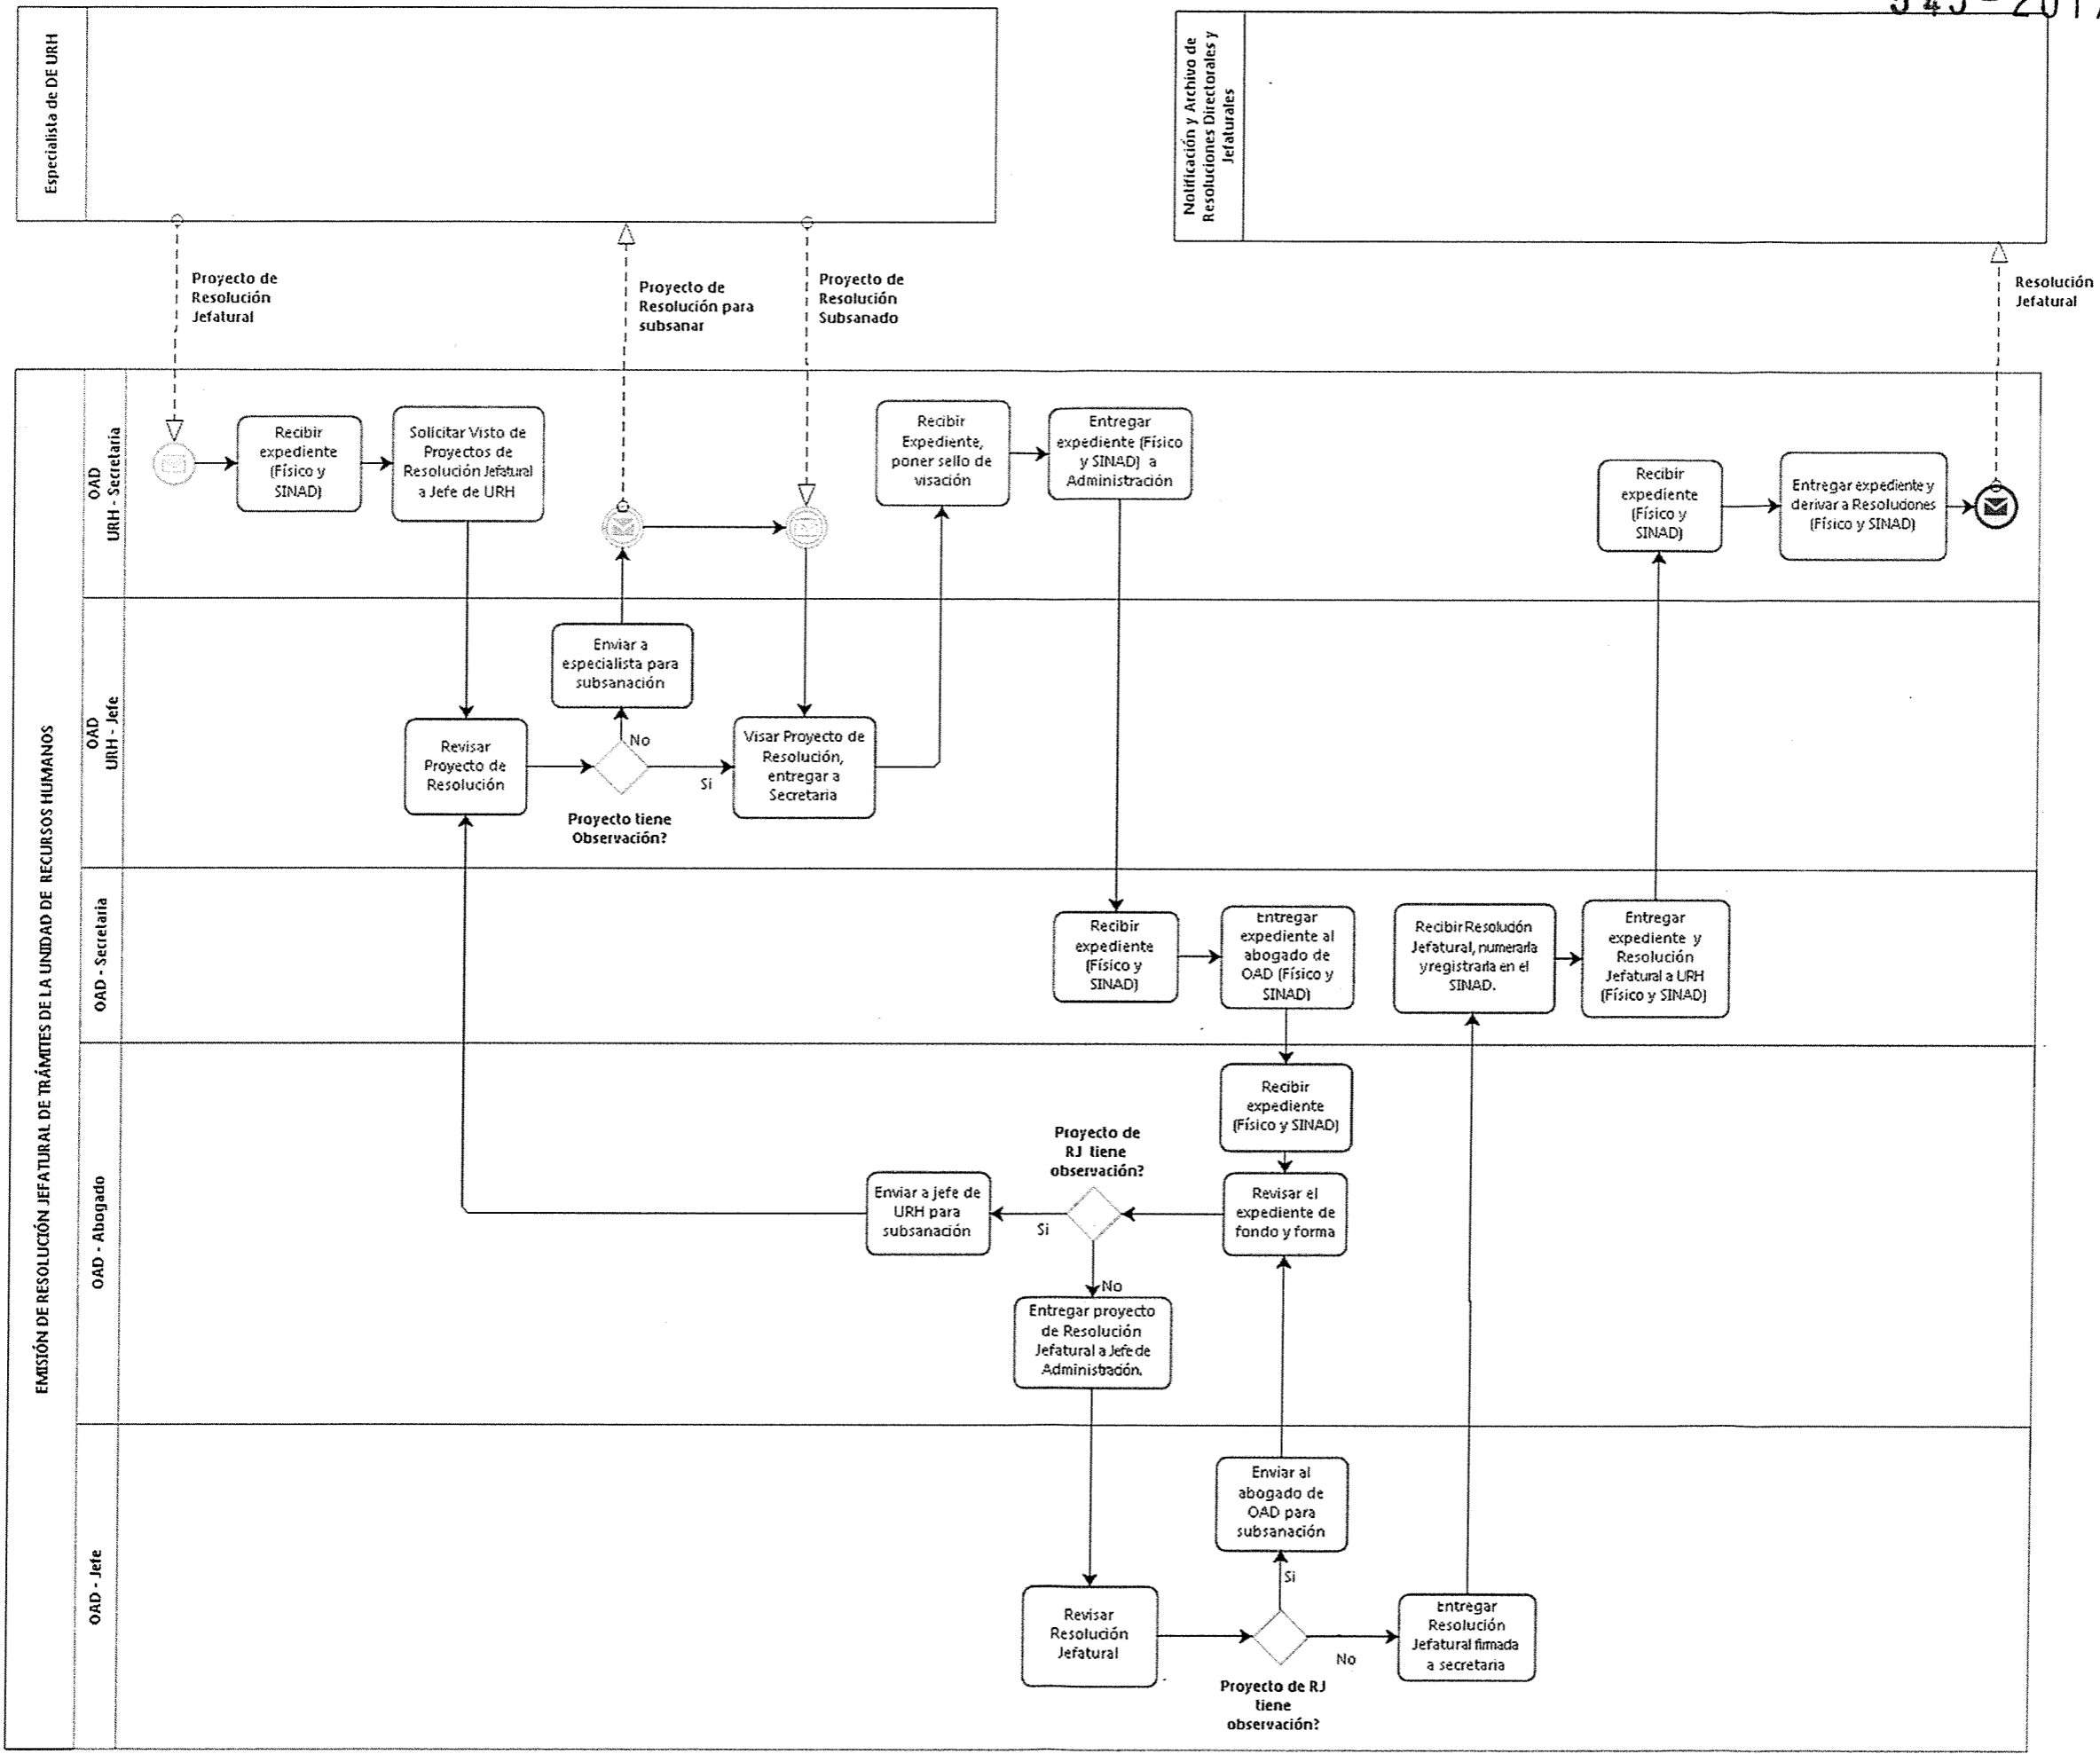 Especialista de DE URH
Notificación y Archivo de
Resoluciones Directorales y
Jefaturales
Proyecto de
Resolución
Jefatural
Proyecto de
Resolución para
subsanar
Proyecto de
Resolución
Subsanado
Resolución
Jefatural
EMISIÓN DE RESOLUCIÓN JEFATURAL DE TRÁMITES DE LA UNIDAD DE RECURSOS HUMANOS
OAD
URH - Secretaria
Recibir
expediente
(Físico y
SINAD)
Solicitar Visto de
Proyectos de
Resolución Jefatural
a Jefe de URH
Recibir
Expediente,
poner sello de
visación
Entregar
expediente (Físico
y SINAD) a
Administración
Recibir
expediente
(Físico y
SINAD)
Entregar expediente y
derivar a Resoluciones
(Físico y SINAD)
OAD
URH - Jefe
Enviar a
especialista para
subsanación
Revisar
Proyecto de
Resolución
No
Si
Proyecto tiene
Observación?
Visar Proyecto de
Resolución,
entregar a
Secretaria
OAD - Secretaria
Recibir
expediente
(Físico y
SINAD)
Entregar
expediente al
abogado de
OAD (Físico y
SINAD)
Recibir Resolución
Jefatural, numerarla
y registrarla en el
SINAD.
Entregar
expediente y
Resolución
Jefatural a URH
(Físico y SINAD)
OAD - Abogado
Recibir
expediente
(Físico y SINAD)
Proyecto de
RJ tiene
observación?
Enviar a jefe de
URH para
subsanación
Si
Revisar el
expediente de
fondo y forma
No
Entregar proyecto
de Resolución
Jefatural a Jefe de
Administración.
OAD - Jefe
Enviar al
abogado de
OAD para
subsanación
Si
Revisar
Resolución
Jefatural
No
Entregar
Resolución
Jefatural firmada
a secretaria
Proyecto de RJ
tiene
observación?